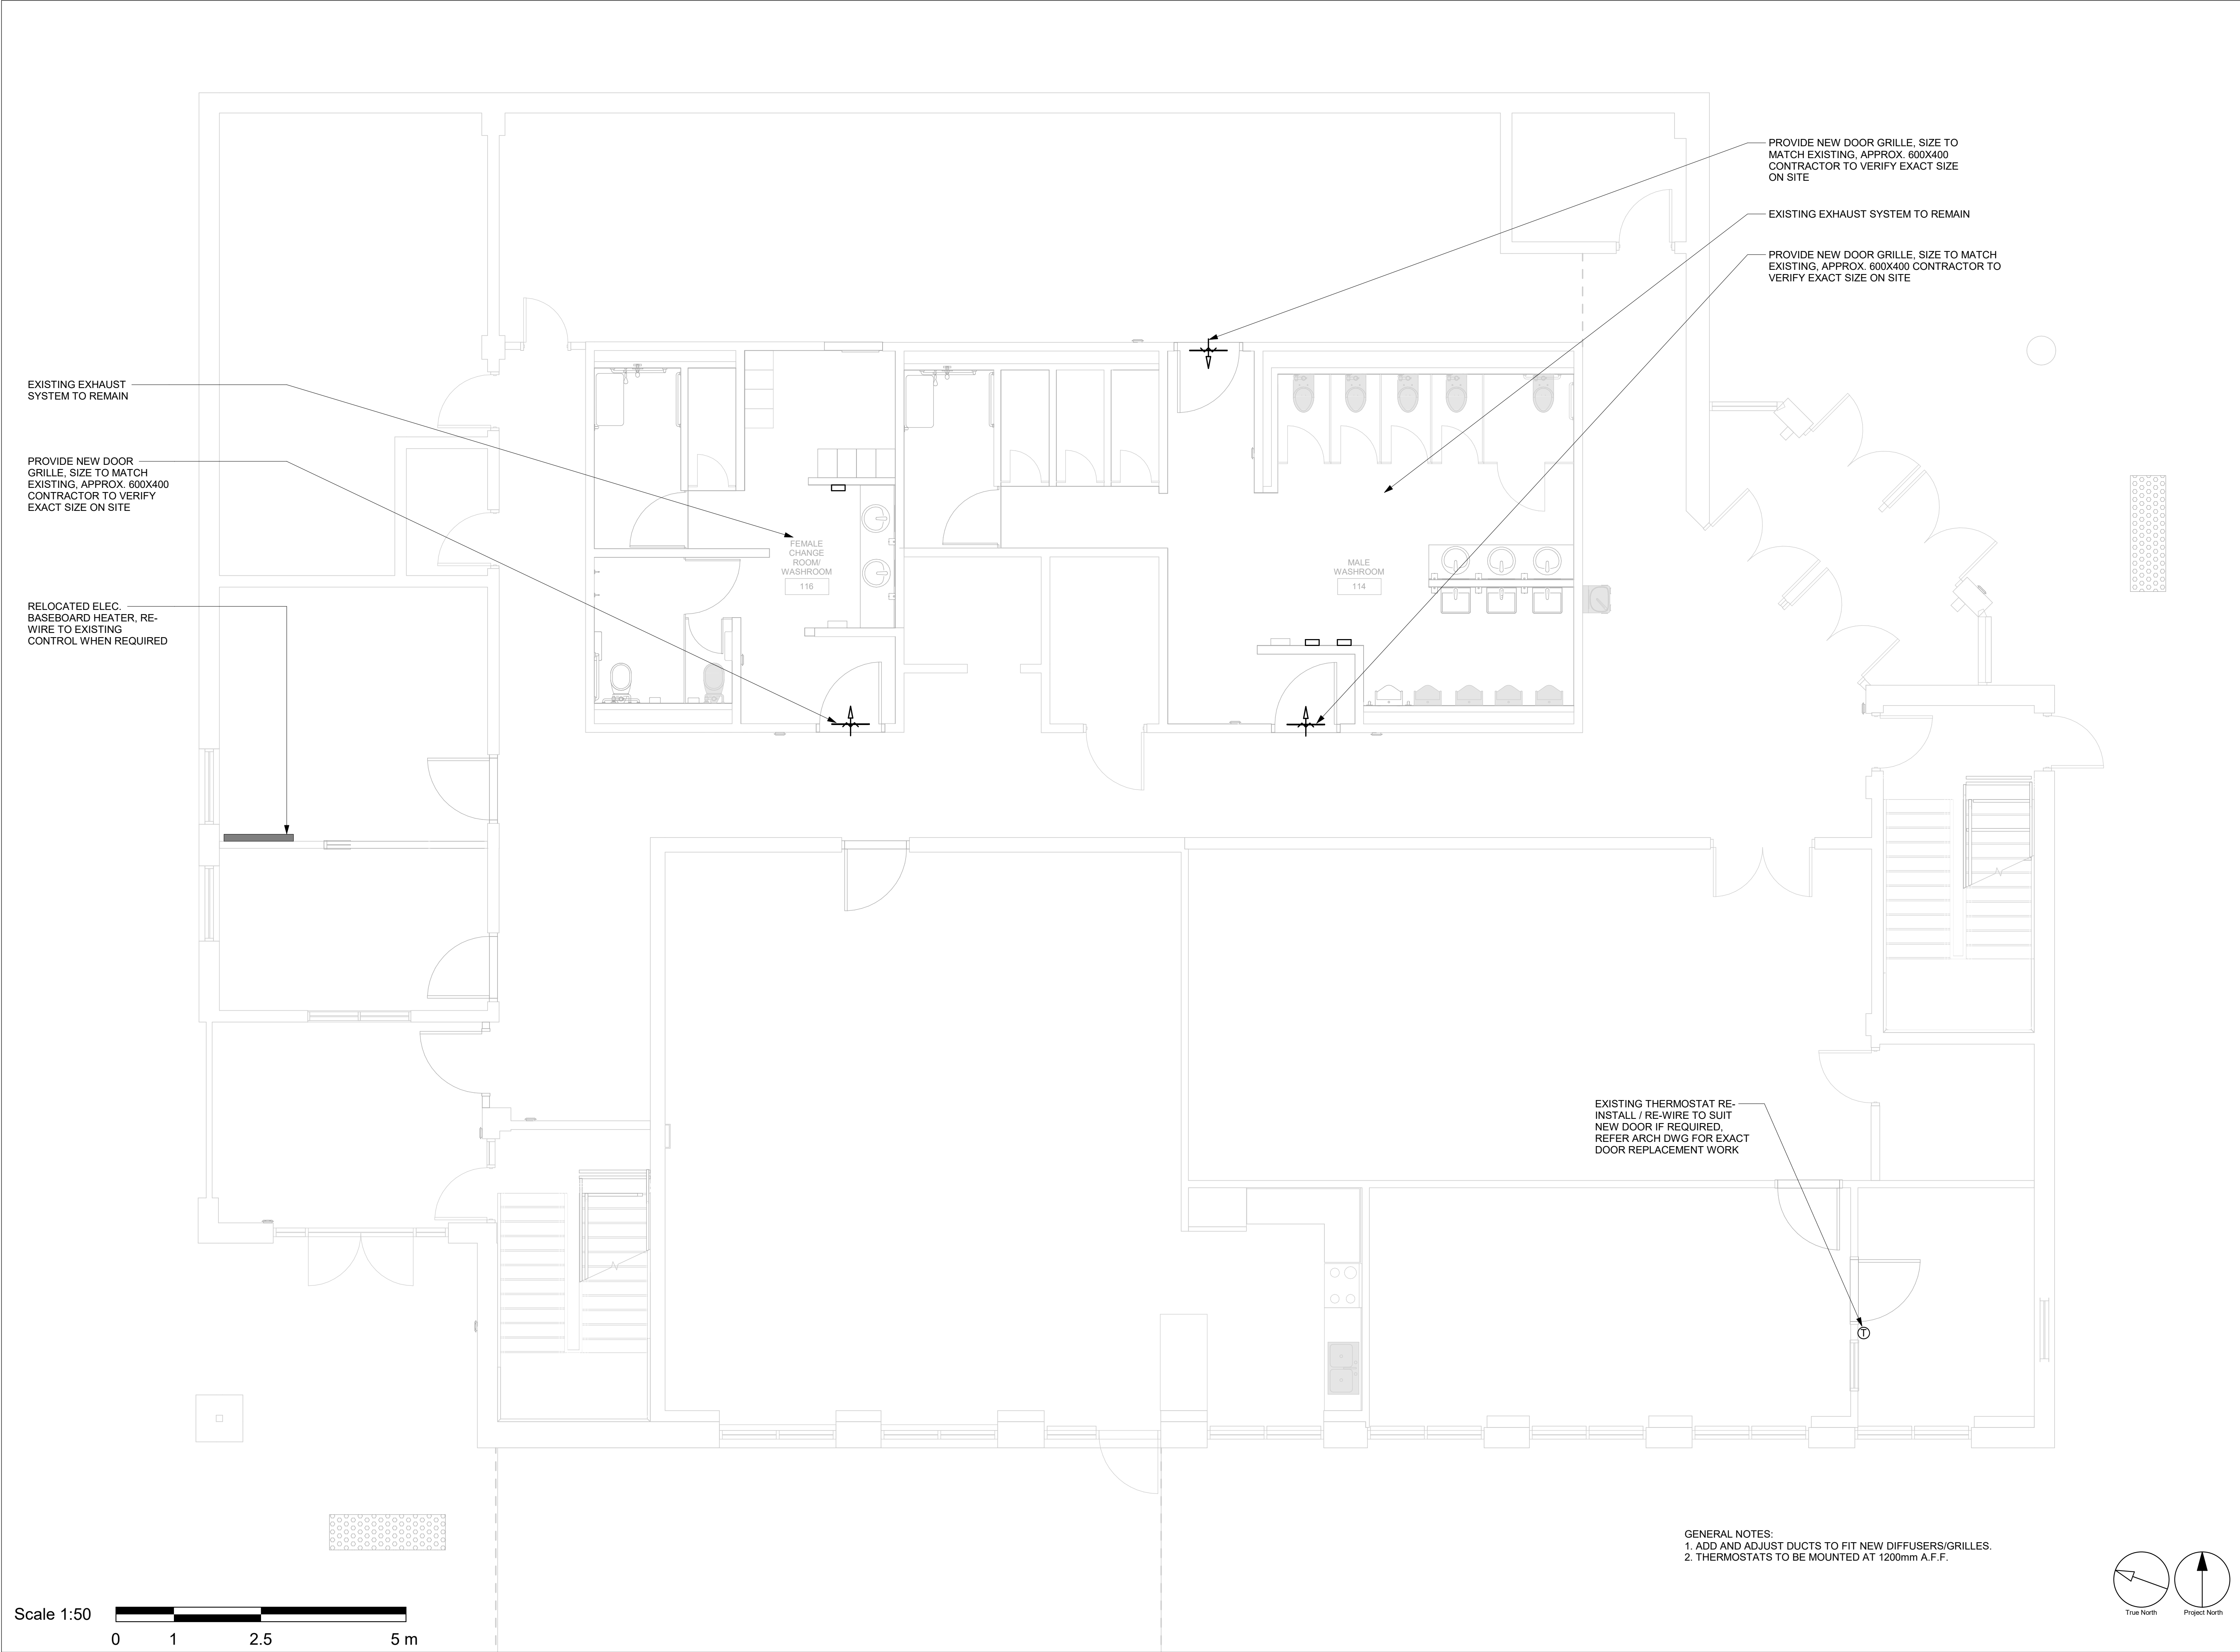 PROVIDE NEW DOOR GRILLE, SIZE TO
MATCH EXISTING, APPROX. 600X400
CONTRACTOR TO VERIFY EXACT SIZE
ON SITE
EXISTING EXHAUST SYSTEM TO REMAIN
PROVIDE NEW DOOR GRILLE, SIZE TO MATCH
EXISTING, APPROX. 600X400 CONTRACTOR TO
VERIFY EXACT SIZE ON SITE
EXISTING EXHAUST
SYSTEM TO REMAIN
PROVIDE NEW DOOR
GRILLE, SIZE TO MATCH
EXISTING, APPROX. 600X400
CONTRACTOR TO VERIFY
EXACT SIZE ON SITE
RELOCATED ELEC.
BASEBOARD HEATER, RE-
WIRE TO EXISTING
CONTROL WHEN REQUIRED
FEMALE
CHANGE
ROOM/
WASHROOM
116
MALE
WASHROOM
114
EXISTING THERMOSTAT RE-
INSTALL / RE-WIRE TO SUIT
NEW DOOR IF REQUIRED,
REFER ARCH DWG FOR EXACT
DOOR REPLACEMENT WORK
T
GENERAL NOTES:
1. ADD AND ADJUST DUCTS TO FIT NEW DIFFUSERS/GRILLES.
2. THERMOSTATS TO BE MOUNTED AT 1200mm A.F.F.
Scale 1:50
0 1 2.5 5 m
True North
Project North